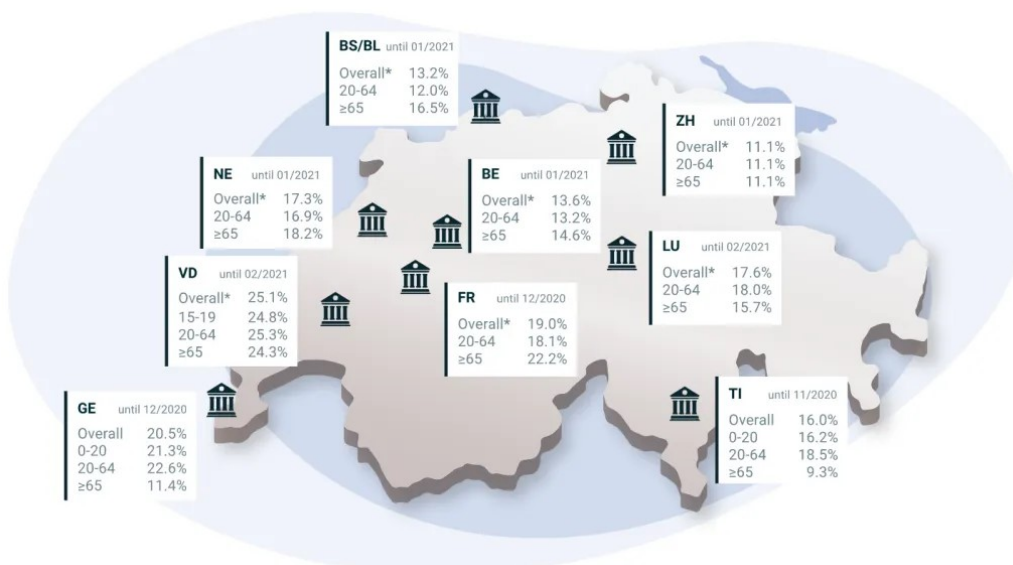 BS/BL until 01/2021
Overall* 13.2%
20-64 12.0%
≥65 16.5%
ZH until 01/2021
Overall* 11.1%
20-64 11.1%
≥65 11.1%
NE until 01/2021
Overall* 17.3%
20-64 16.9%
≥65 18.2%
BE until 01/2021
Overall* 13.6%
20-64 13.2%
≥65 14.6%
LU until 02/2021
Overall* 17.6%
20-64 18.0%
≥65 15.7%
VD until 02/2021
Overall* 25.1%
15-19 24.8%
20-64 25.3%
≥65 24.3%
FR until 12/2020
Overall* 19.0%
20-64 18.1%
≥65 22.2%
GE until 12/2020
Overall 20.5%
0-20 21.3%
20-64 22.6%
≥65 11.4%
TI until 11/2020
Overall 16.0%
0-20 16.2%
20-64 18.5%
≥65 9.3%